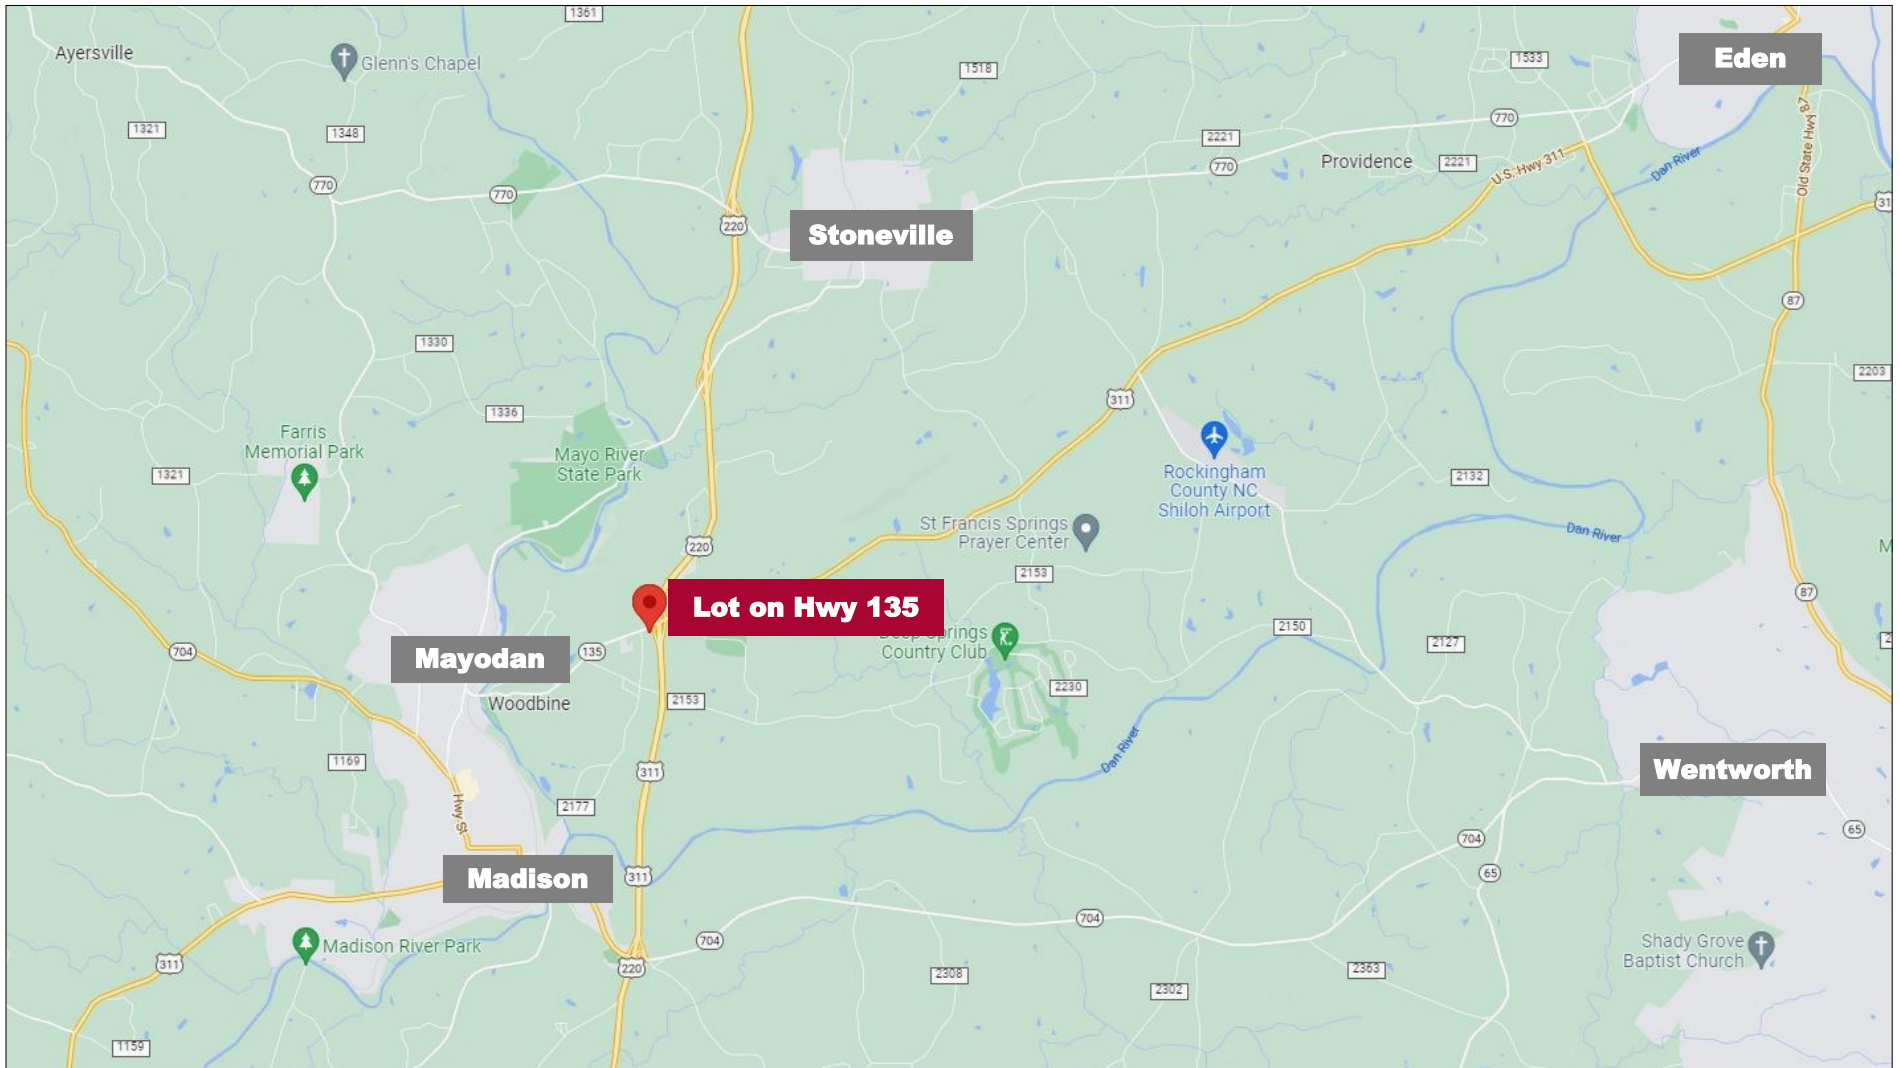 1361
Ayersville
Glenn's Chapel
1518
1533
Eden
1321
1348
770
2221
Old State Hwy 87
770
770
770
Providence
2221
U.S. Hwy 311
Dan River
31
220
Stoneville
87
1330
2203
1336
311
Farris
Memorial Park
Mayo River
State Park
1321
Rockingham
County NC
Shiloh Airport
2132
St Francis Springs
Prayer Center
Dan River
220
M
2153
87
Lot on Hwy 135
Deep Springs
Country Club
2150
2127
2
704
Mayodan
135
Woodbine
2153
2230
Dan River
1169
311
Wentworth
2177
Hwy St
704
65
65
Madison
311
704
704
Madison River Park
Shady Grove
Baptist Church
311
220
2308
2363
2302
1159